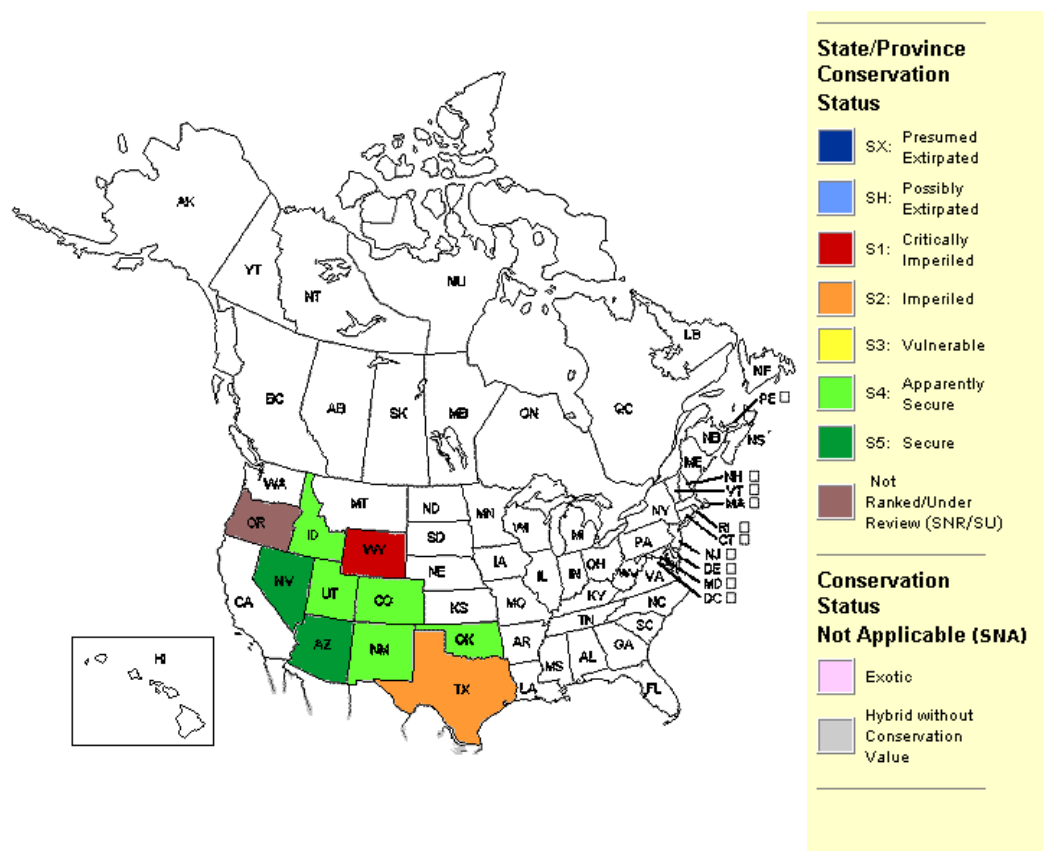 AK
YT
NT
NU
BC
AB
SK
MB
ON
QC
LB
NF
PE
NB
NS
ME
NH
VT
MA
RI
CT
NJ
DE
MD
DC
WA
MT
ND
MN
OR
ID
WY
SD
WI
MI
NY
PA
NE
IA
OH
IN
IL
WV
VA
NV
UT
CO
KS
MO
KY
NC
CA
AZ
NM
OK
AR
TN
SC
TX
LA
MS
AL
GA
FL
HI
State/Province
Conservation
Status
SX: Presumed
Extirpated
SH: Possibly
Extirpated
S1: Critically
Imperiled
S2: Imperiled
S3: Vulnerable
S4: Apparently
Secure
S5: Secure
Not
Ranked/Under
Review (SNR/SU)
Conservation
Status
Not Applicable (SNA)
Exotic
Hybrid without
Conservation
Value